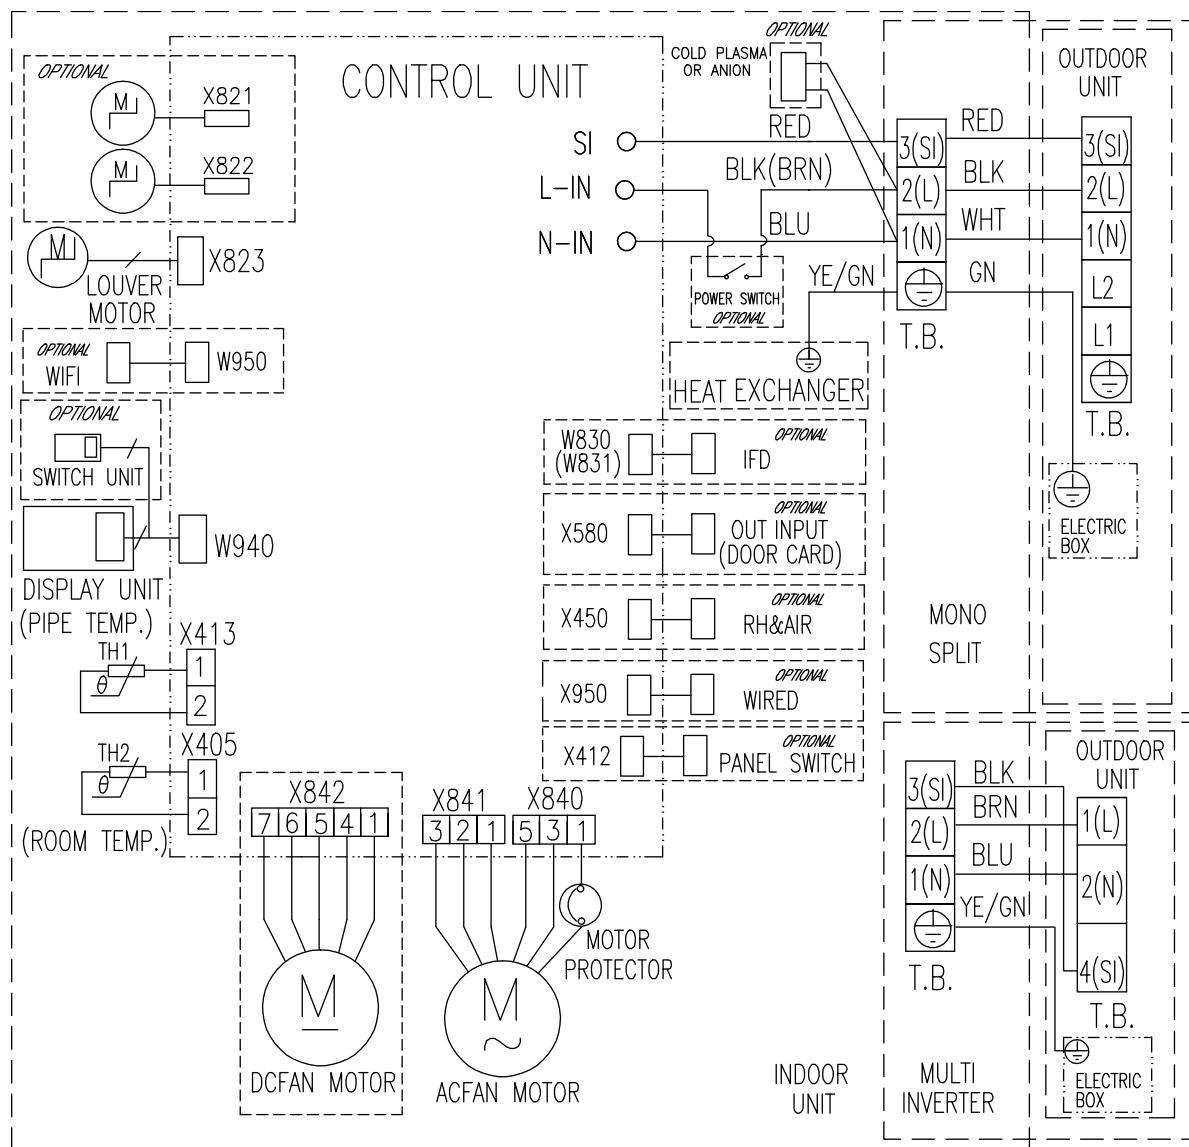 OPTIONAL
M
X821
M
X822
CONTROL UNIT
OPTIONAL
COLD PLASMA
OR ANION
SI
L-IN
N-IN
RED
BLK(BRN)
BLU
POWER SWITCH
OPTIONAL
YE/GN
3(SI)
2(L)
1(N)
T.B.
RED
BLK
WHT
GN
OUTDOOR
UNIT
3(SI)
2(L)
1(N)
L2
L1
T.B.
ELECTRIC
BOX
M
X823
LOUVER
MOTOR
OPTIONAL
WIFI
W950
HEAT EXCHANGER
OPTIONAL
SWITCH UNIT
W940
DISPLAY UNIT
(PIPE TEMP.)
W830
(W831)
OPTIONAL
IFD
X580
OPTIONAL
OUT INPUT
(DOOR CARD)
X450
OPTIONAL
RH&AIR
X950
OPTIONAL
WIRED
X412
OPTIONAL
PANEL SWITCH
MONO
SPLIT
X413
TH1
θ
1
2
X405
TH2
θ
1
2
(ROOM TEMP.)
X842
7 6 5 4 1
X841
3 2 1
X840
5 3 1
MOTOR
PROTECTOR
M
DCFAN MOTOR
M
ACFAN MOTOR
3(SI)
2(L)
1(N)
T.B.
BLK
BRN
BLU
YE/GN
OUTDOOR
UNIT
1(L)
2(N)
4(SI)
T.B.
ELECTRIC
BOX
INDOOR
UNIT
MULTI
INVERTER